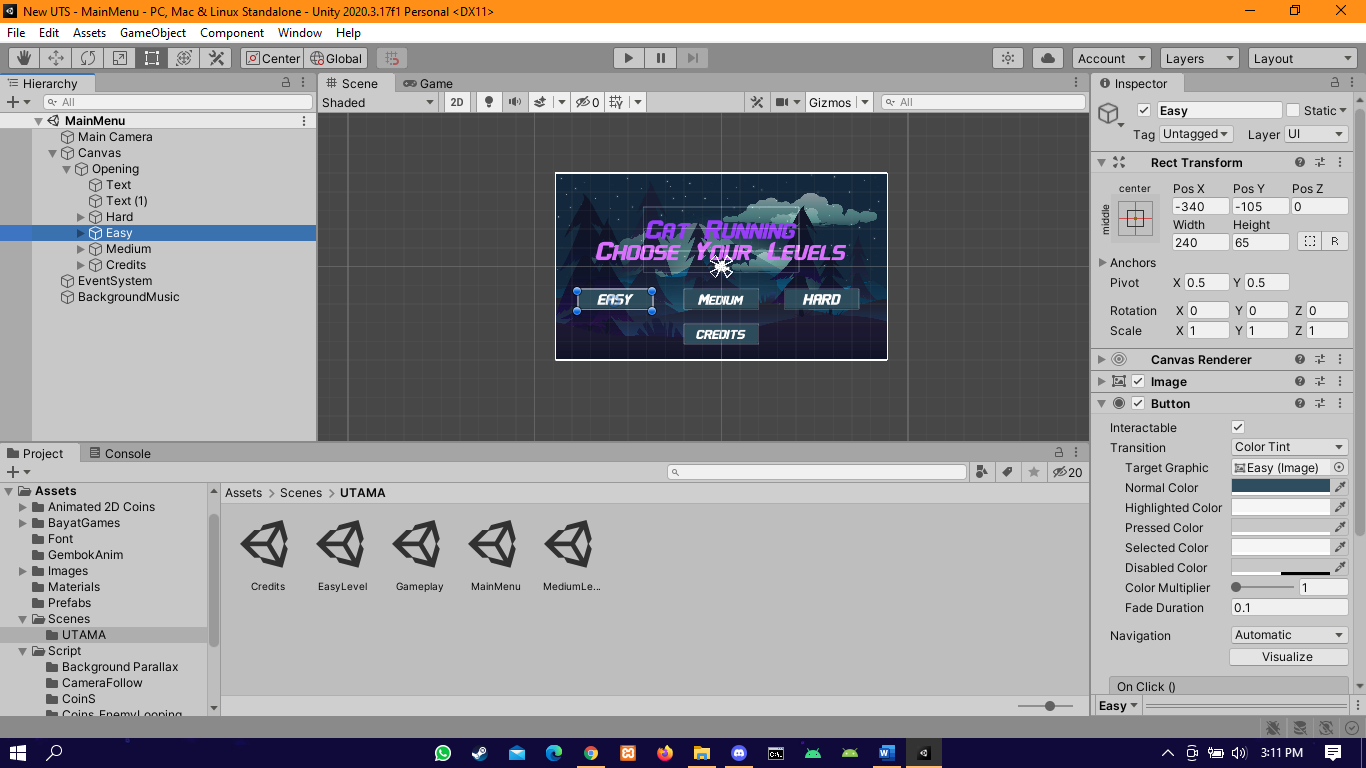 New UTS - MainMenu - PC, Mac & Linux Standalone - Unity 2020.3.17f1 Personal <DX11>
File Edit Assets GameObject Component Window Help
Center Global Account Layers Layout
Hierarchy
All
MainMenu
Main Camera
Canvas
Opening
Text
Text (1)
Hard
Easy
Medium
Credits
EventSystem
BackgroundMusic
Scene Game
Shaded 2D 0 Gizmos All
Cat Running
Choose Your Levels
EASY Medium HARD
CREDITS
Inspector
Easy Static
Tag Untagged Layer UI
Rect Transform
center Pos X Pos Y Pos Z
middle -340 -105 0
Width Height
240 65 R
Anchors
Pivot X 0.5 Y 0.5
Rotation X 0 Y 0 Z 0
Scale X 1 Y 1 Z 1
Canvas Renderer
Image
Button
Interactable
Transition Color Tint
Target Graphic Easy (Image)
Normal Color
Highlighted Color
Pressed Color
Selected Color
Disabled Color
Color Multiplier 1
Fade Duration 0.1
Navigation Automatic
Visualize
On Click ()
Easy
Project Console
20
Assets
Animated 2D Coins
BayatGames
Font
GembokAnim
Images
Materials
Prefabs
Scenes
UTAMA
Script
Background Parallax
CameraFollow
CoinS
Coins, EnemyLooping
Assets > Scenes > UTAMA
Credits EasyLevel Gameplay MainMenu MediumLe...
3:11 PM